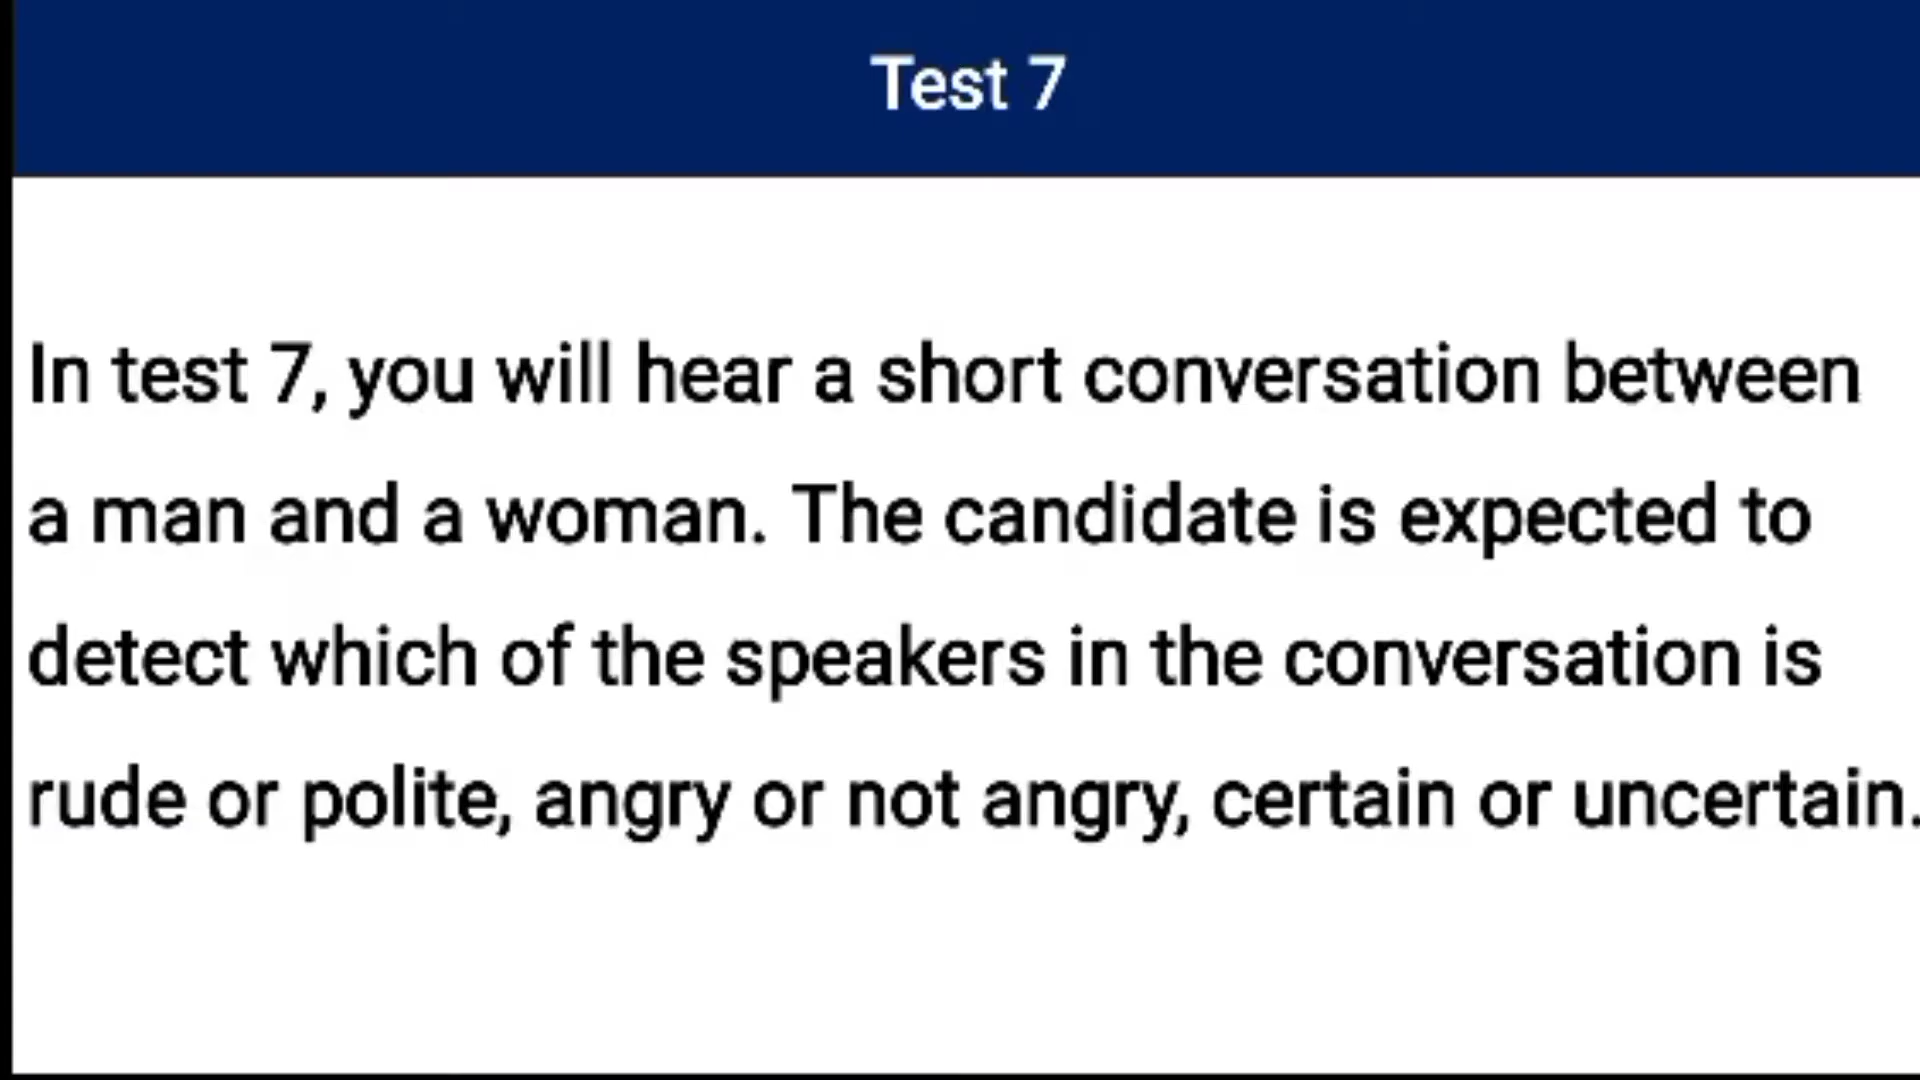 Test 7
In test 7, you will hear a short conversation between
a man and a woman. The candidate is expected to
detect which of the speakers in the conversation is
rude or polite, angry or not angry, certain or uncertain.